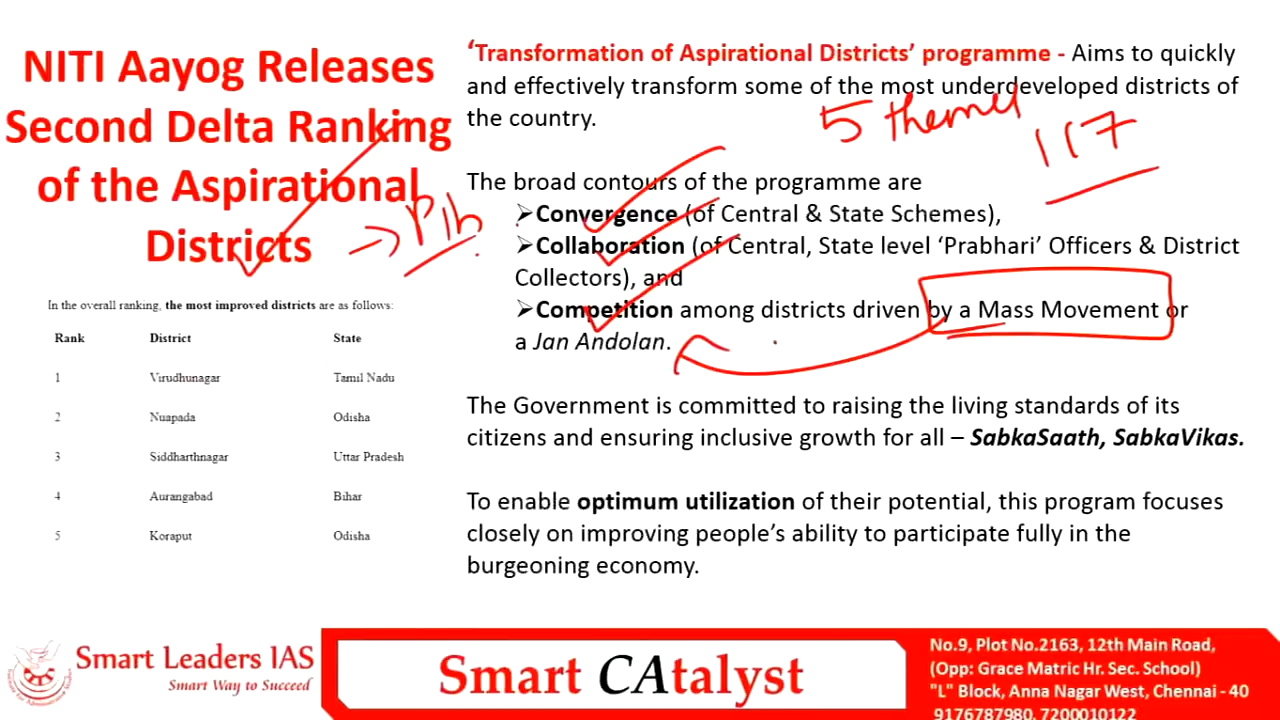 NITI Aayog Releases
Second Delta Ranking
of the Aspirational
Districts
→ PIB
In the overall ranking, the most improved districts are as follows:
Rank District State
1 Virudhunagar Tamil Nadu
2 Nuapada Odisha
3 Siddharthnagar Uttar Pradesh
4 Aurangabad Bihar
5 Koraput Odisha
‘Transformation of Aspirational Districts’ programme - Aims to quickly
and effectively transform some of the most underdeveloped districts of
the country.
5 themes
117
The broad contours of the programme are
➢Convergence (of Central & State Schemes),
➢Collaboration (of Central, State level ‘Prabhari’ Officers & District
Collectors), and
➢Competition among districts driven by a Mass Movement or
a Jan Andolan.
The Government is committed to raising the living standards of its
citizens and ensuring inclusive growth for all – SabkaSaath, SabkaVikas.
To enable optimum utilization of their potential, this program focuses
closely on improving people’s ability to participate fully in the
burgeoning economy.
Smart Leaders IAS
Smart Way to Succeed
Smart CAtalyst
No.9, Plot No.2163, 12th Main Road,
(Opp: Grace Matric Hr. Sec. School)
"L" Block, Anna Nagar West, Chennai - 40
9176787980, 7200010122